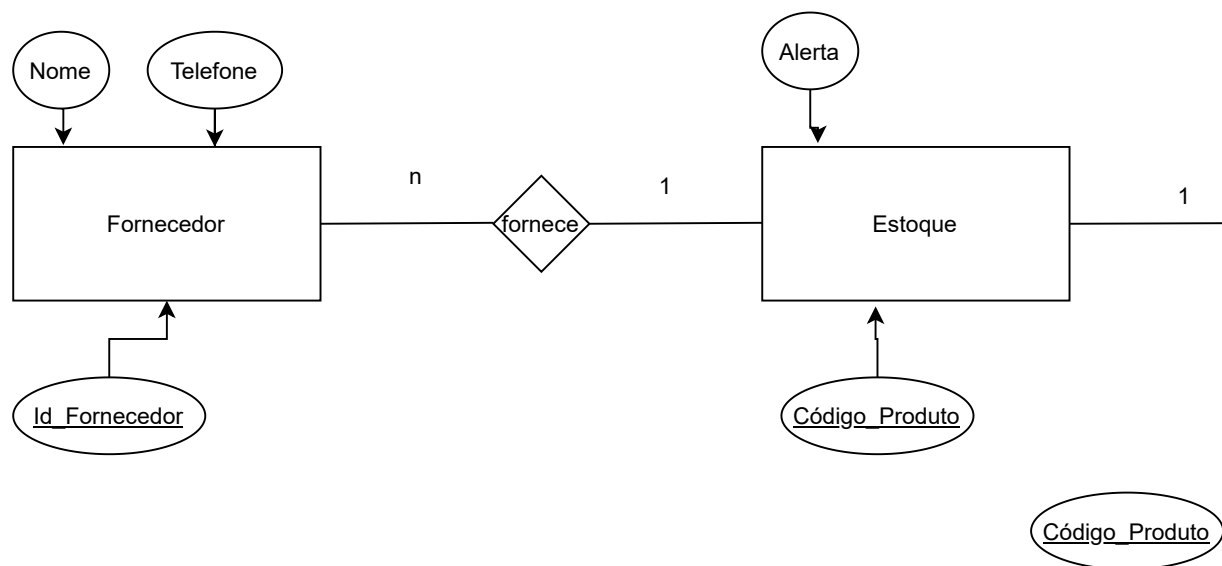 Nome
Telefone
Alerta
n
1
1
Fornecedor
fornece
Estoque
Id_Fornecedor
Código_Produto
Código_Produto